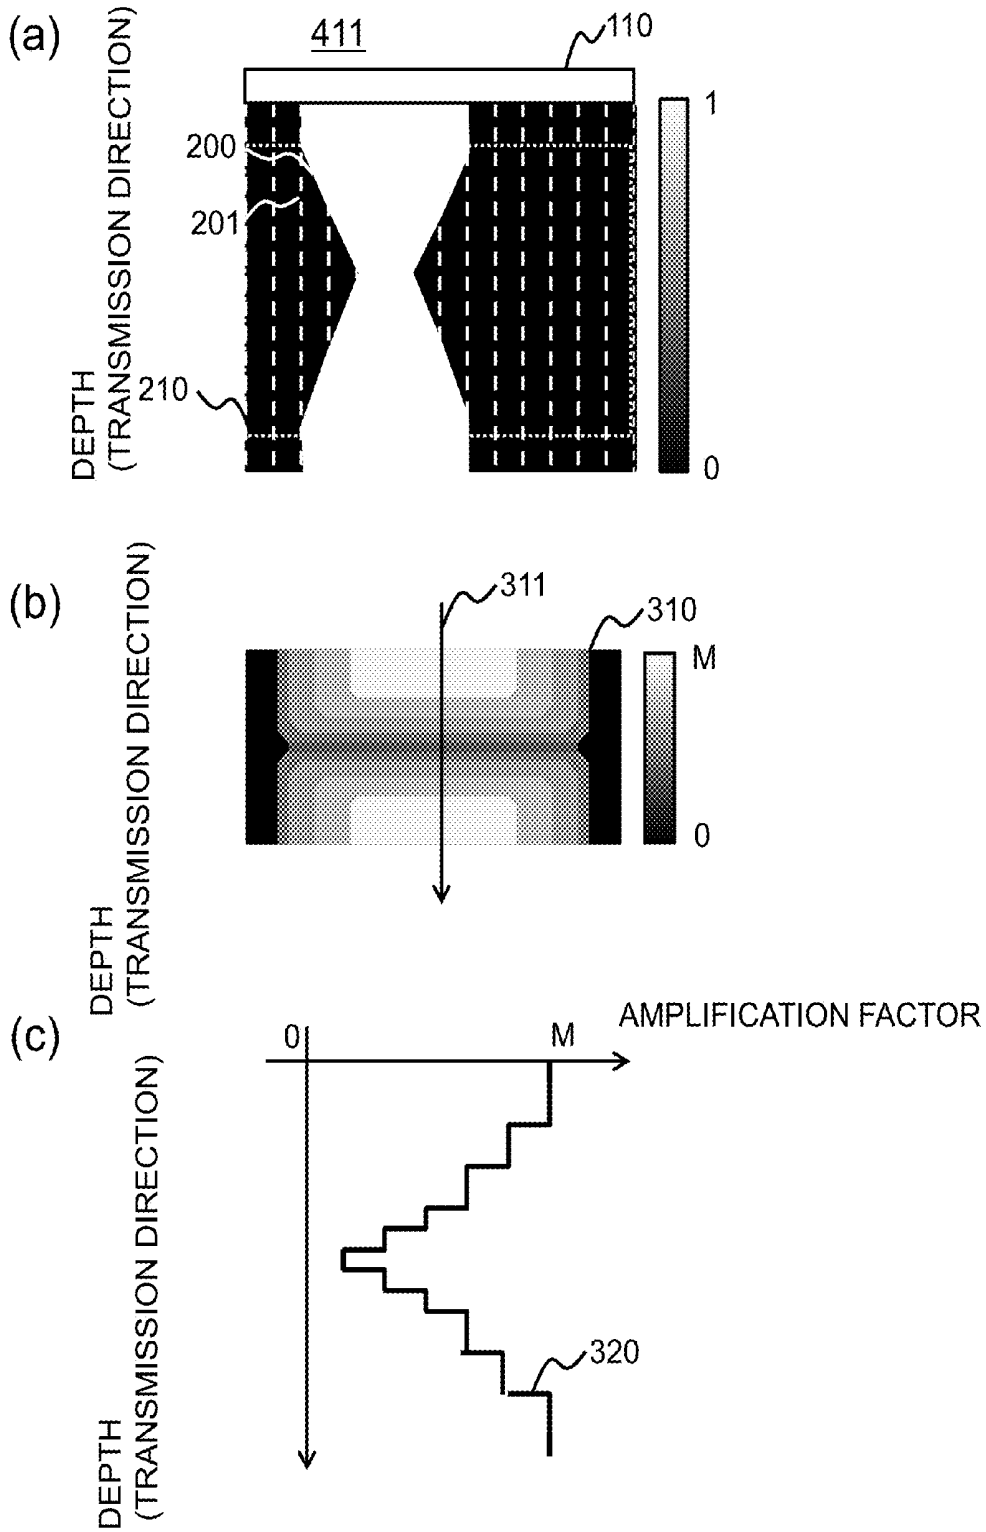 (a)
411
110
DEPTH
(TRANSMISSION DIRECTION)
1
200
201
210
0
(b)
311
310
DEPTH
(TRANSMISSION DIRECTION)
M
0
(c)
0
M
AMPLIFICATION FACTOR
DEPTH
(TRANSMISSION DIRECTION)
320